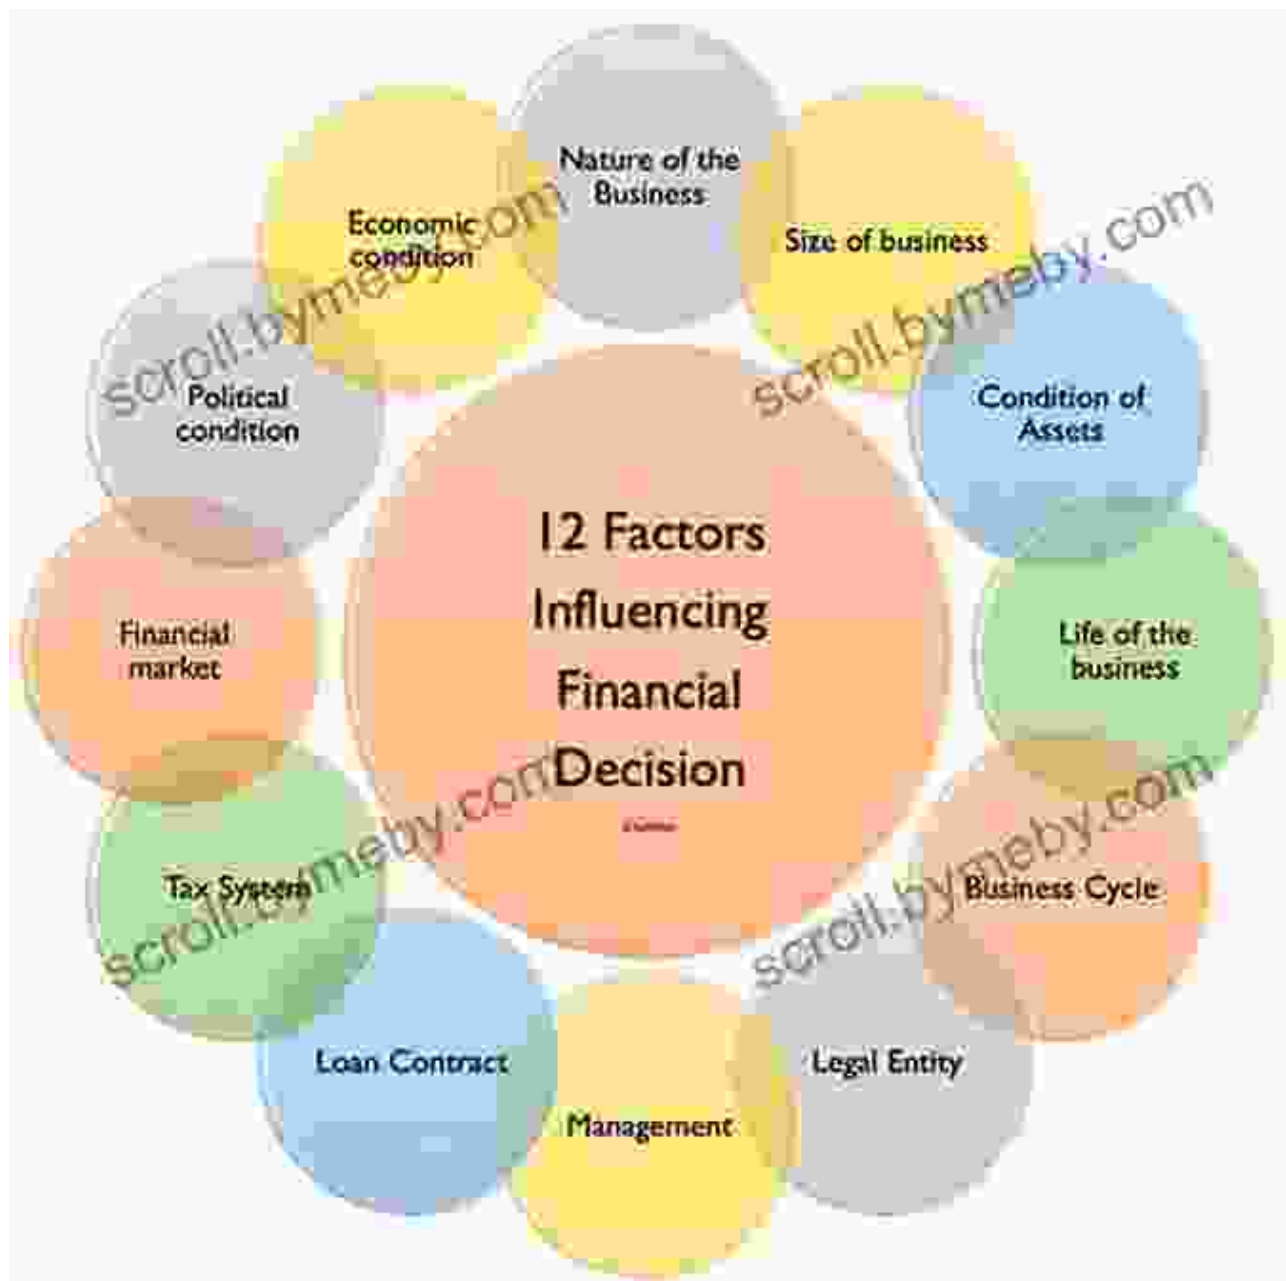 Nature of the
Business
Size of business
Condition of
Assets
Life of the
business
Business Cycle
Legal Entity
Management
Loan Contract
Tax System
Financial
market
Political
condition
Economic
condition
12 Factors
Influencing
Financial
Decision
scroll.bymeby.com
scroll.bymeby.com
scroll.bymeby.com
scroll.bymeby.com